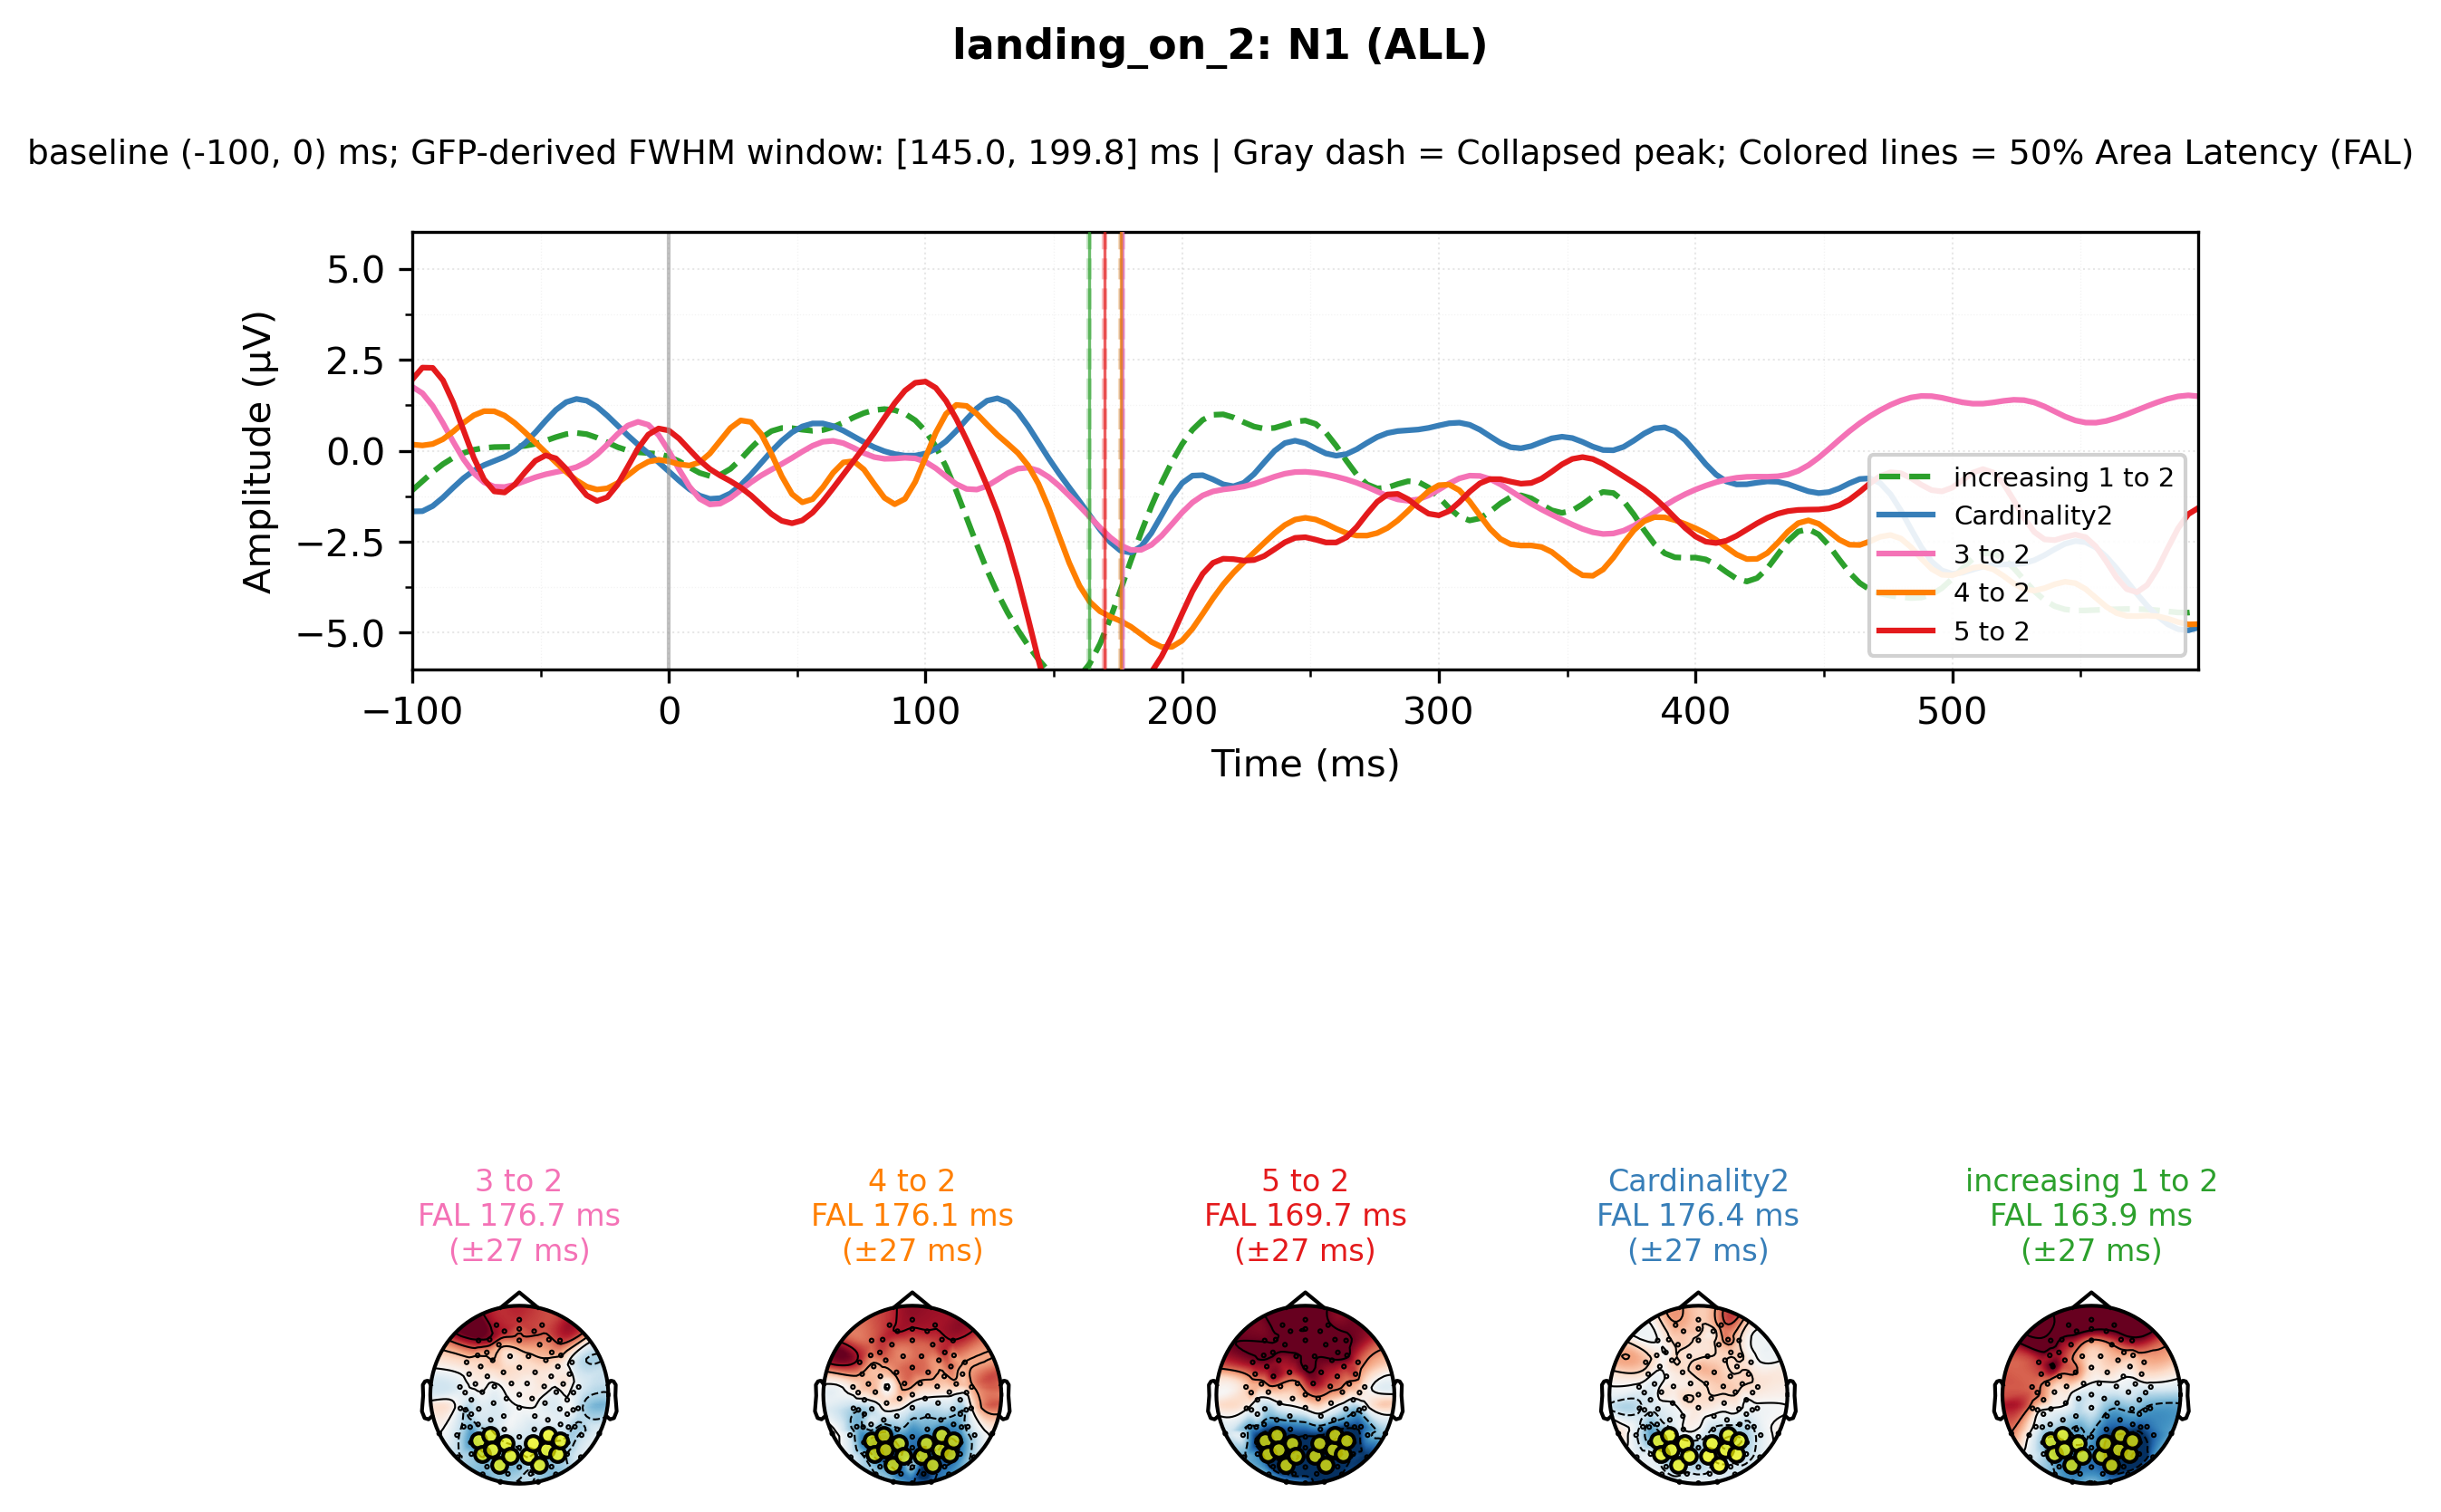 landing_on_2: N1 (ALL)
baseline (-100, 0) ms; GFP-derived FWHM window: [145.0, 199.8] ms | Gray dash = Collapsed peak; Colored lines = 50% Area Latency (FAL)
5.0
2.5
0.0
−2.5
−5.0
Amplitude (µV)
increasing 1 to 2
Cardinality2
3 to 2
4 to 2
5 to 2
−100 0 100 200 300 400 500
Time (ms)
3 to 2
FAL 176.7 ms
(±27 ms)
4 to 2
FAL 176.1 ms
(±27 ms)
5 to 2
FAL 169.7 ms
(±27 ms)
Cardinality2
FAL 176.4 ms
(±27 ms)
increasing 1 to 2
FAL 163.9 ms
(±27 ms)